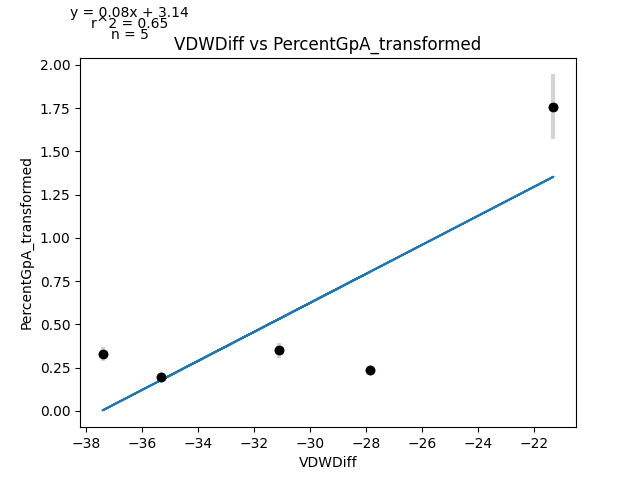 y = 0.08x + 3.14
r^2 = 0.65
n = 5
VDWDiff vs PercentGpA_transformed
2.00
1.75
1.50
1.25
1.00
0.75
0.50
0.25
0.00
PercentGpA_transformed
−38 −36 −34 −32 −30 −28 −26 −24 −22
VDWDiff